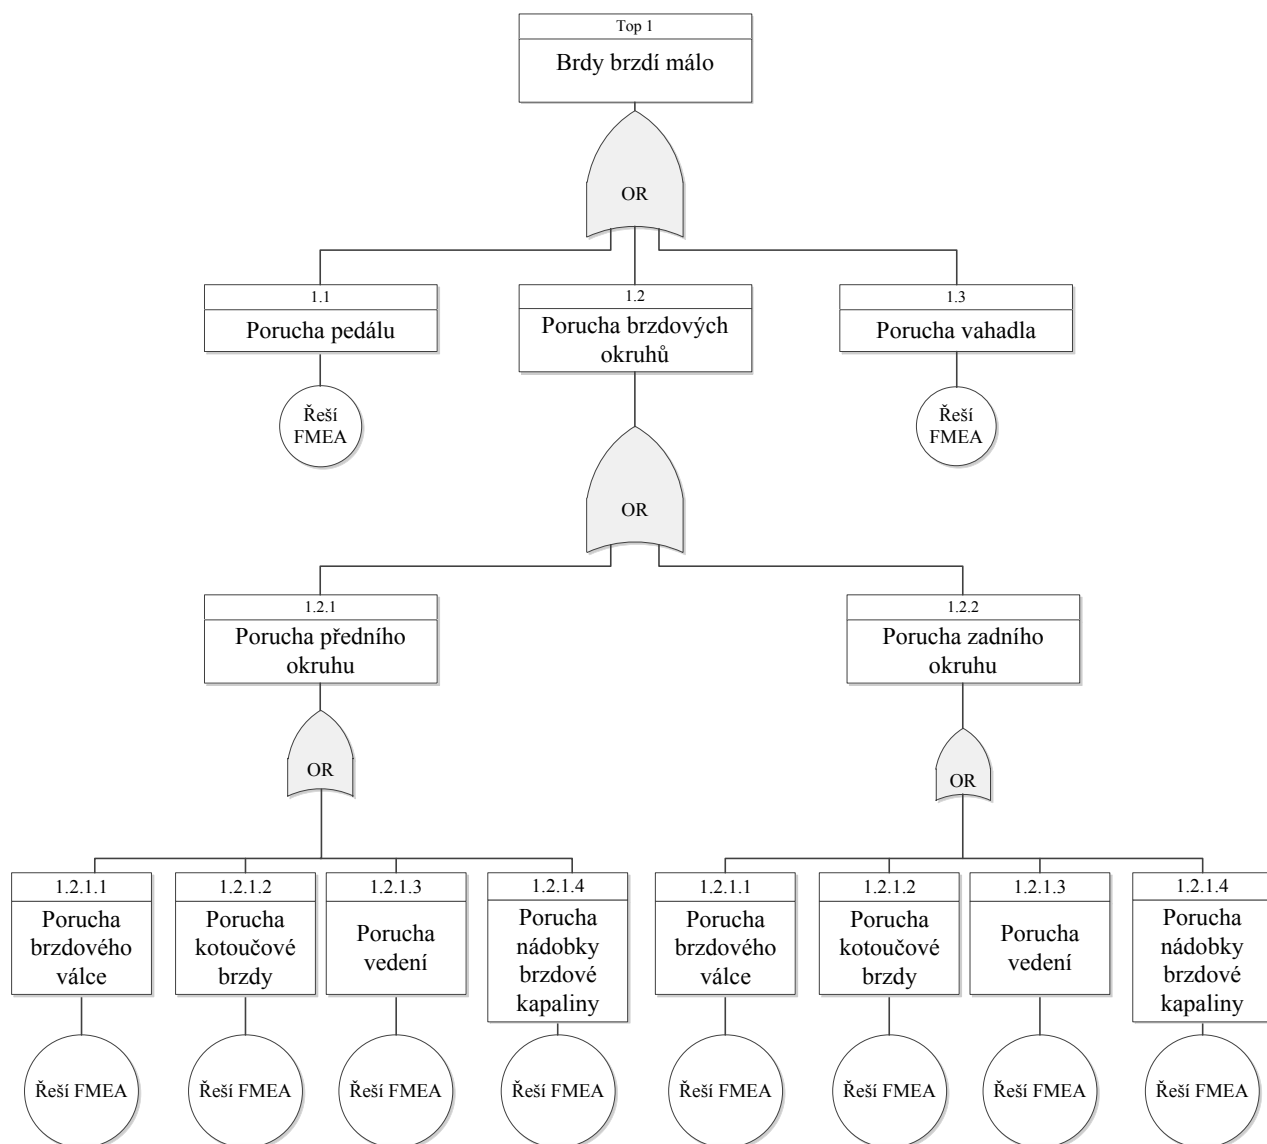 Top 1
Brdy brzdí málo
OR
1.1
Porucha pedálu
1.2
Porucha brzdových
okruhů
1.3
Porucha vahadla
Řeší
FMEA
Řeší
FMEA
OR
1.2.1
Porucha předního
okruhu
1.2.2
Porucha zadního
okruhu
OR
OR
1.2.1.1
Porucha
brzdového
válce
1.2.1.2
Porucha
kotoučové
brzdy
1.2.1.3
Porucha
vedení
1.2.1.4
Porucha
nádobky
brzdové
kapaliny
1.2.1.1
Porucha
brzdového
válce
1.2.1.2
Porucha
kotoučové
brzdy
1.2.1.3
Porucha
vedení
1.2.1.4
Porucha
nádobky
brzdové
kapaliny
Řeší FMEA
Řeší FMEA
Řeší FMEA
Řeší FMEA
Řeší FMEA
Řeší FMEA
Řeší FMEA
Řeší FMEA